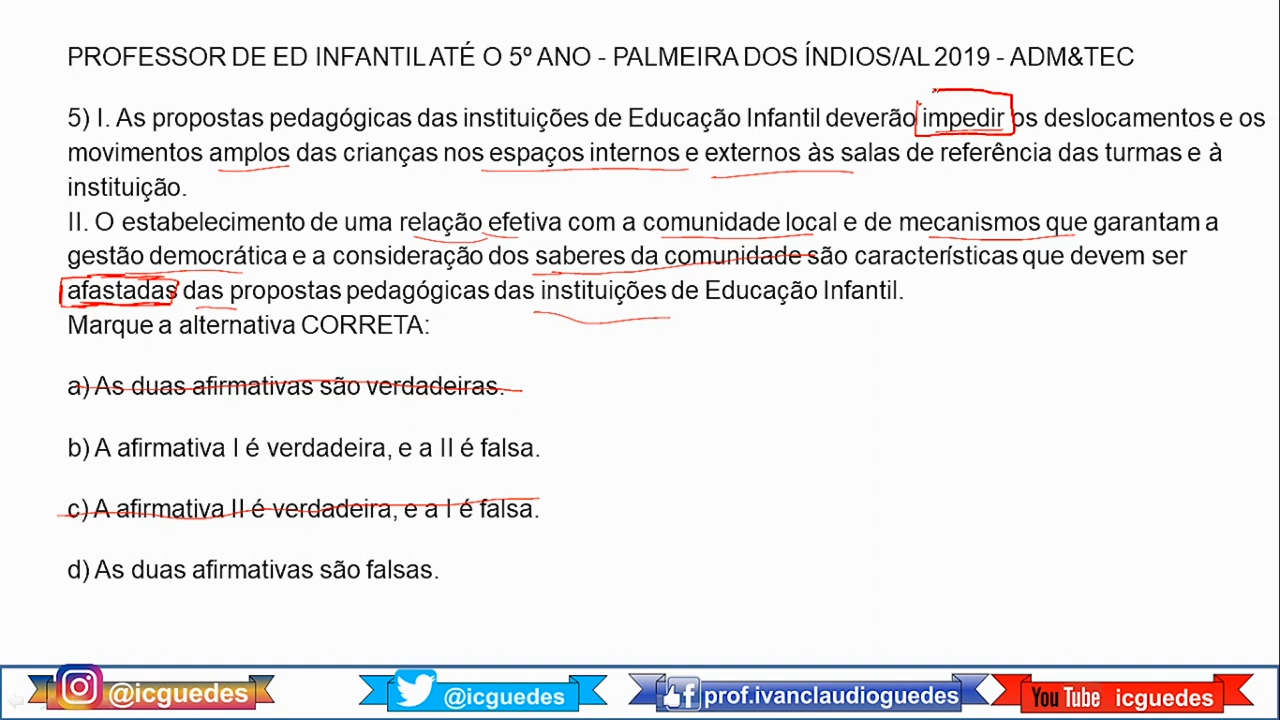 PROFESSOR DE ED INFANTIL ATÉ O 5º ANO - PALMEIRA DOS ÍNDIOS/AL 2019 - ADM&TEC
5) I. As propostas pedagógicas das instituições de Educação Infantil deverão impedir os deslocamentos e os
movimentos amplos das crianças nos espaços internos e externos às salas de referência das turmas e à
instituição.
II. O estabelecimento de uma relação efetiva com a comunidade local e de mecanismos que garantam a
gestão democrática e a consideração dos saberes da comunidade são características que devem ser
afastadas das propostas pedagógicas das instituições de Educação Infantil.
Marque a alternativa CORRETA:
a) As duas afirmativas são verdadeiras.
b) A afirmativa I é verdadeira, e a II é falsa.
c) A afirmativa II é verdadeira, e a I é falsa.
d) As duas afirmativas são falsas.
@icguedes @icguedes prof.ivanclaudioguedes You Tube icguedes